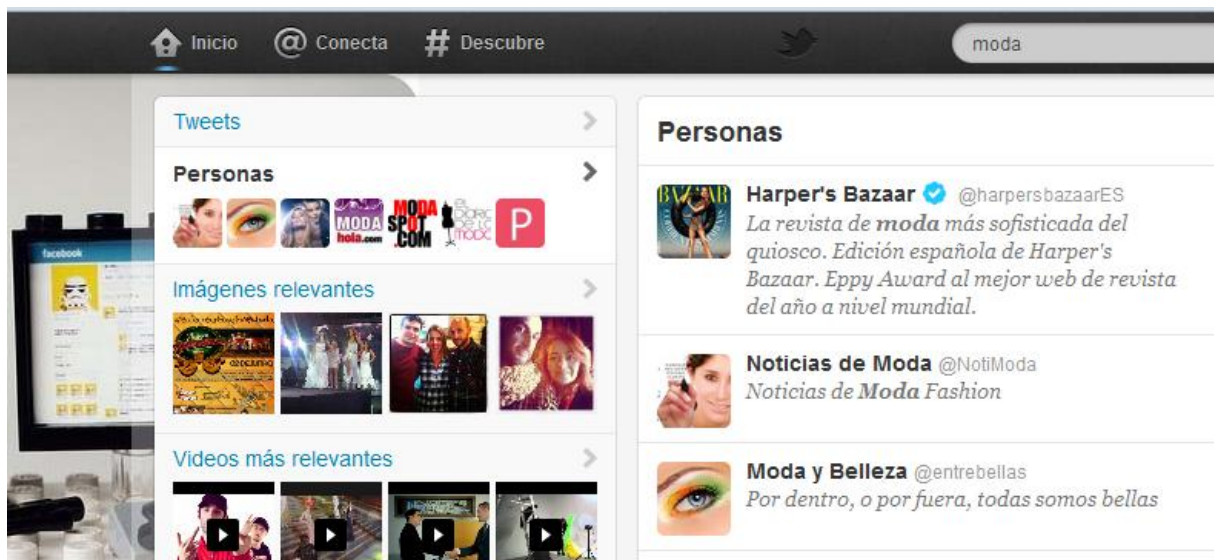 Inicio
Conecta
# Descubre
moda
Tweets
Personas
MODA
hola.com
MODA
SPOT
.COM
P
Imágenes relevantes
Videos más relevantes
facebook
Personas
BAZAAR
Harper's Bazaar @harpersbazaarES
La revista de moda más sofisticada del
quiosco. Edición española de Harper's
Bazaar. Eppy Award al mejor web de revista
del año a nivel mundial.
Noticias de Moda @NotiModa
Noticias de Moda Fashion
Moda y Belleza @entrebellas
Por dentro, o por fuera, todas somos bellas